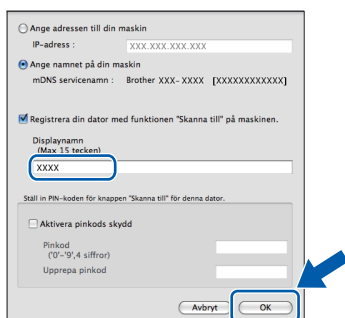 Ange adressen till din maskin
IP-adress : XXX.XXX.XXX.XXX
Ange namnet på din maskin
mDNS servicenamn : Brother XXX-XXXX [XXXXXXXXXXXX]
Registrera din dator med funktionen "Skanna till" på maskinen.
Displaynamn
(Max 15 tecken)
XXXX
Ställ in PIN-koden för knappen "Skanna till" för denna dator.
Aktivera pinkods skydd
Pinkod
('0'-'9',4 siffror)
Upprepa pinkod
Avbryt OK